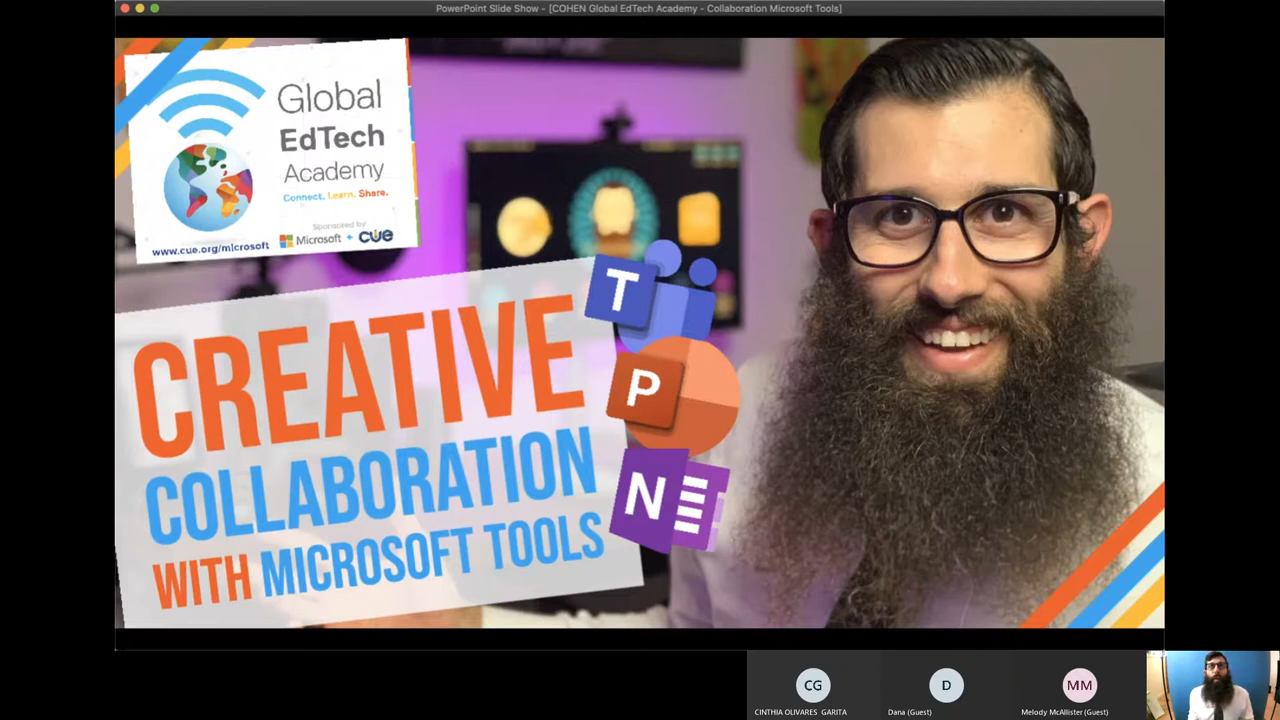 PowerPoint Slide Show - [COHEN Global EdTech Academy - Collaboration Microsoft Tools]
Global
EdTech
Academy
Connect. Learn. Share.
Sponsored by
Microsoft + CUE
www.cue.org/microsoft
CREATIVE
COLLABORATION
WITH MICROSOFT TOOLS
T
P
N
CG
CINTHIA OLIVARES GARITA
D
Dana (Guest)
MM
Melody McAllister (Guest)